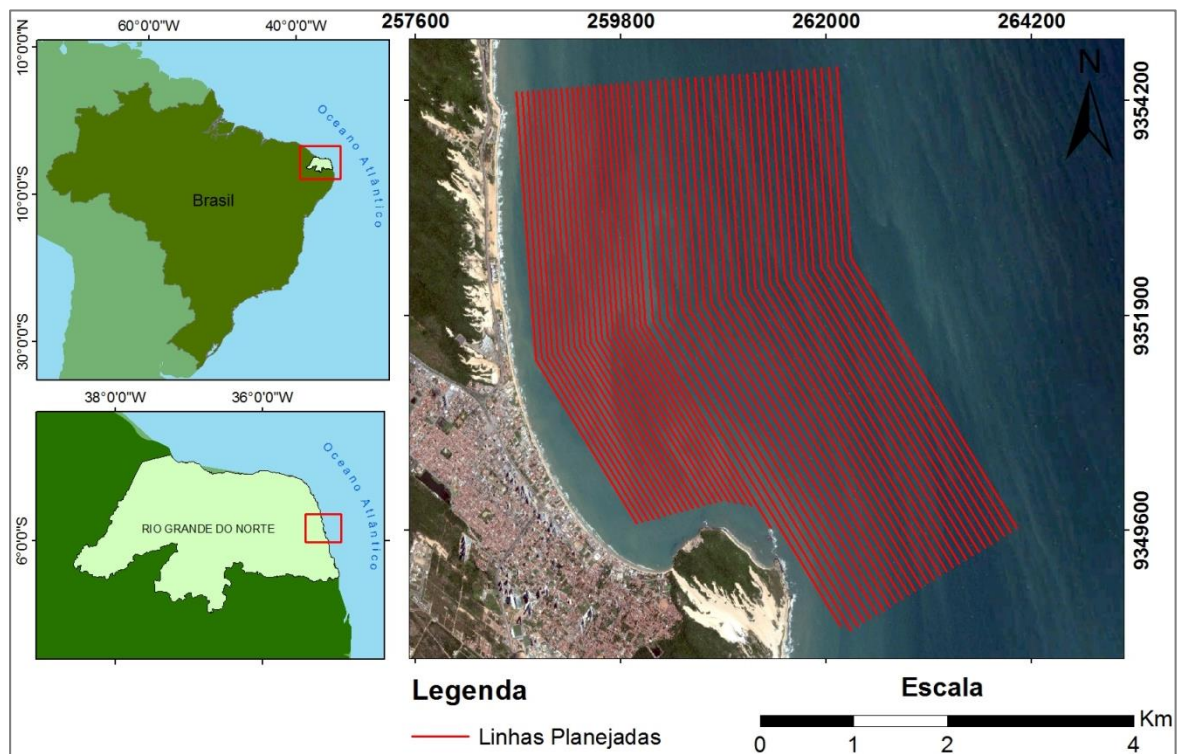 60°0'0"W
40°0'0"W
10°0'0"N
10°0'0"S
30°0'0"S
Oceano Atlântico
Brasil
38°0'0"W
36°0'0"W
6°0'0"S
Oceano Atlântico
RIO GRANDE DO NORTE
257600
259800
262000
264200
N
9354200
9351900
9349600
Legenda
Linhas Planejadas
Escala
Km
0
1
2
4